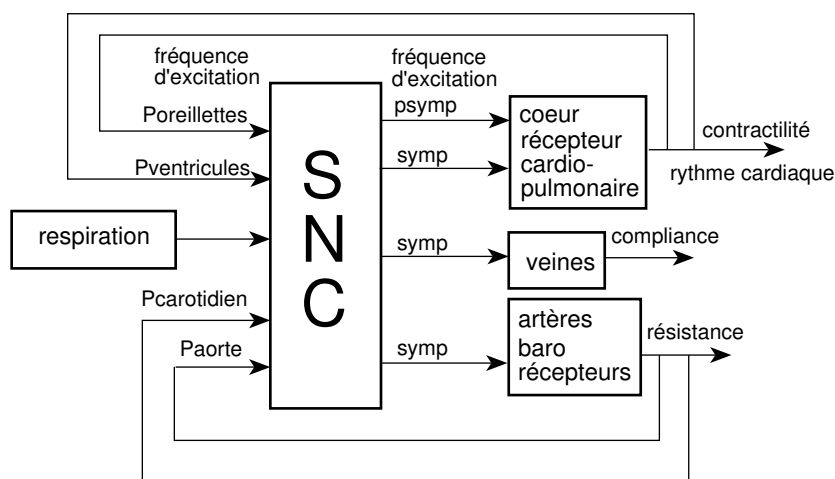 fréquence
d'excitation
fréquence
d'excitation
Poreillettes
psymp
coeur
récepteur
cardio-
pulmonaire
contractilité
rythme cardiaque
Pventricules
symp
S
N
C
respiration
symp
veines
compliance
Pcarotidien
Paorte
symp
artères
baro
récepteurs
résistance